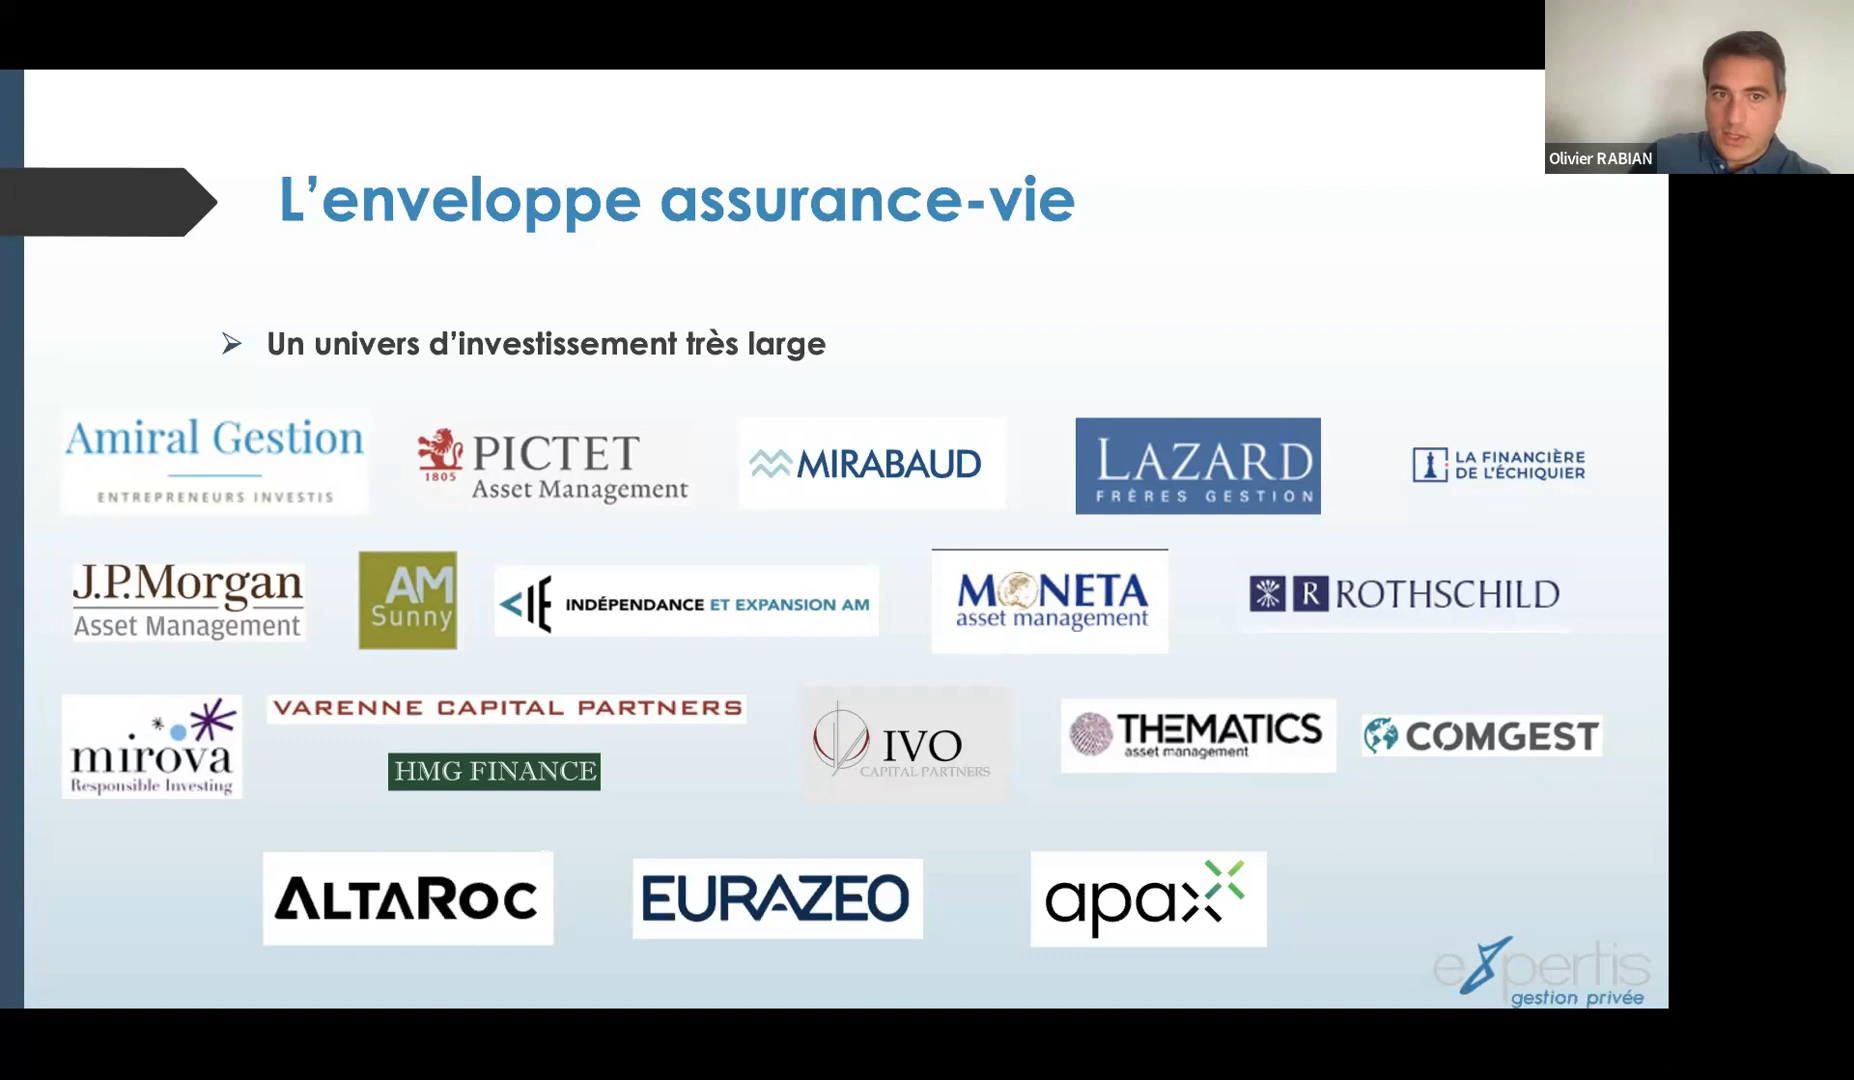 Olivier RABIAN
L’enveloppe assurance-vie
Un univers d’investissement très large
Amiral Gestion
ENTREPRENEURS INVESTIS
1805
PICTET
Asset Management
MIRABAUD
LAZARD
FRÈRES GESTION
LA FINANCIÈRE
DE L’ÉCHIQUIER
J.P.Morgan
Asset Management
AM
Sunny
IE INDÉPENDANCE ET EXPANSION AM
MONETA
asset management
R ROTHSCHILD
mirova
Responsible Investing
VARENNE CAPITAL PARTNERS
HMG FINANCE
IVO
CAPITAL PARTNERS
THEMATICS
asset management
COMGEST
ALTAROC
EURAZEO
apax
expertis
gestion privée